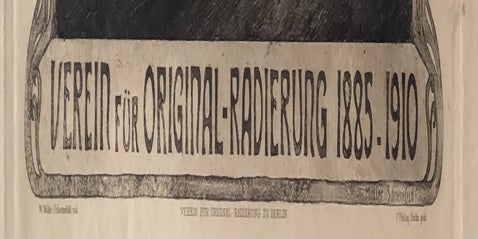 VEREIN FÜR ORIGINAL-RADIERUNG 1885-1910
VEREIN FÜR ORIGINAL RADIERUNG ZU BERLIN